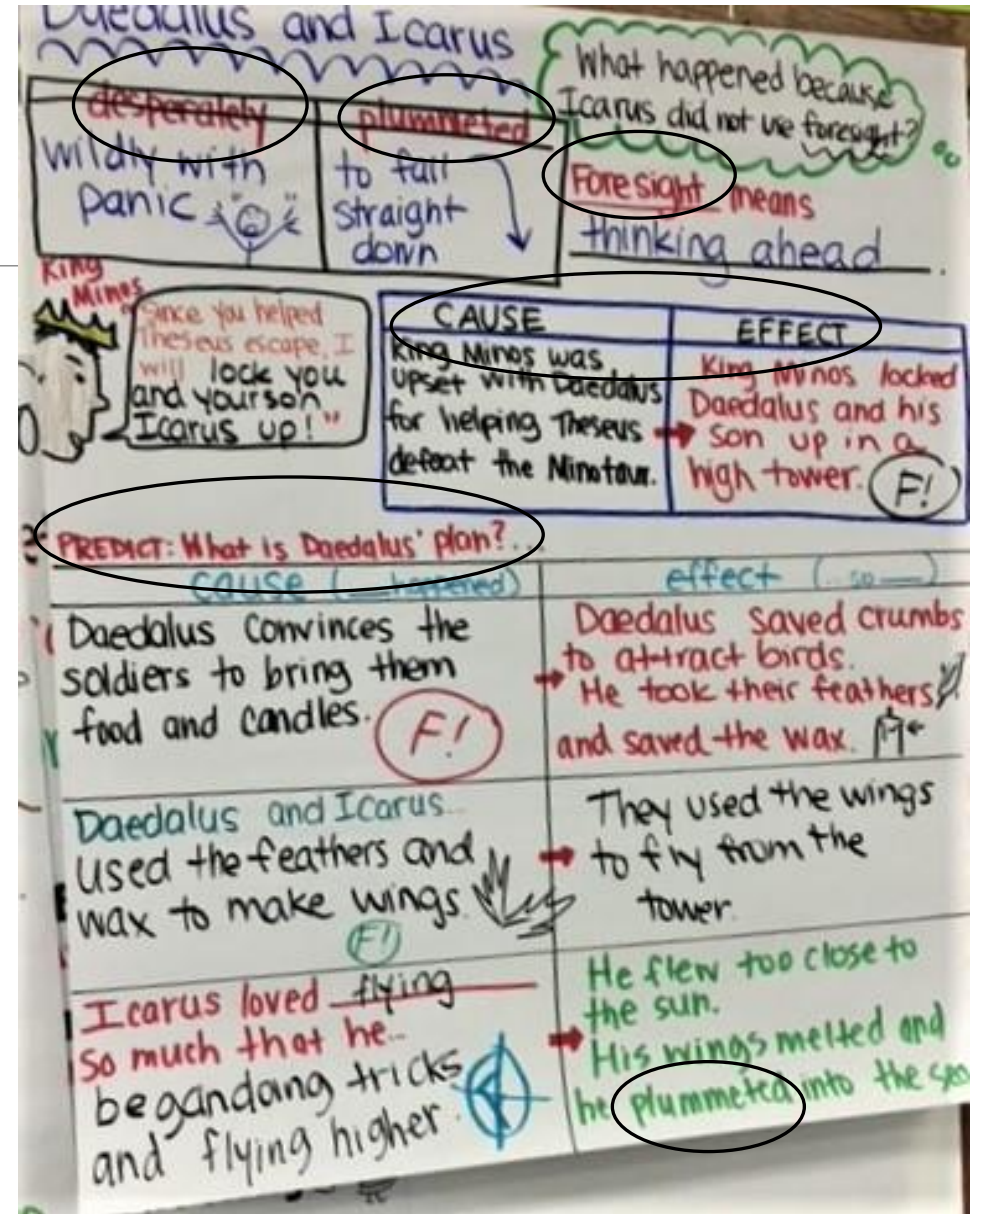 Daedalus and Icarus
What happened because
Icarus did not use foresight?
desperately
wildly with
panic
plummeted
to fall
straight
down
Foresight means
thinking ahead.
King
Minos
"Since you helped
Theseus escape, I
will lock you
and your son
Icarus up!"
CAUSE
EFFECT
King Minos was
upset with Daedalus
for helping Theseus
defeat the Minotaur.
King Minos locked
Daedalus and his
son up in a
high tower.
F!
PREDICT: What is Daedalus' plan?...
cause (___happened)
effect (...so ___)
Daedalus convinces the
soldiers to bring them
food and candles.
F!
Daedalus saved crumbs
to attract birds.
He took their feathers
and saved the wax.
Daedalus and Icarus...
used the feathers and
wax to make wings.
F!
They used the wings
to fly from the
tower.
Icarus loved flying
so much that he...
began doing tricks
and flying higher.
He flew too close to
the sun.
His wings melted and
he plummeted into the sea